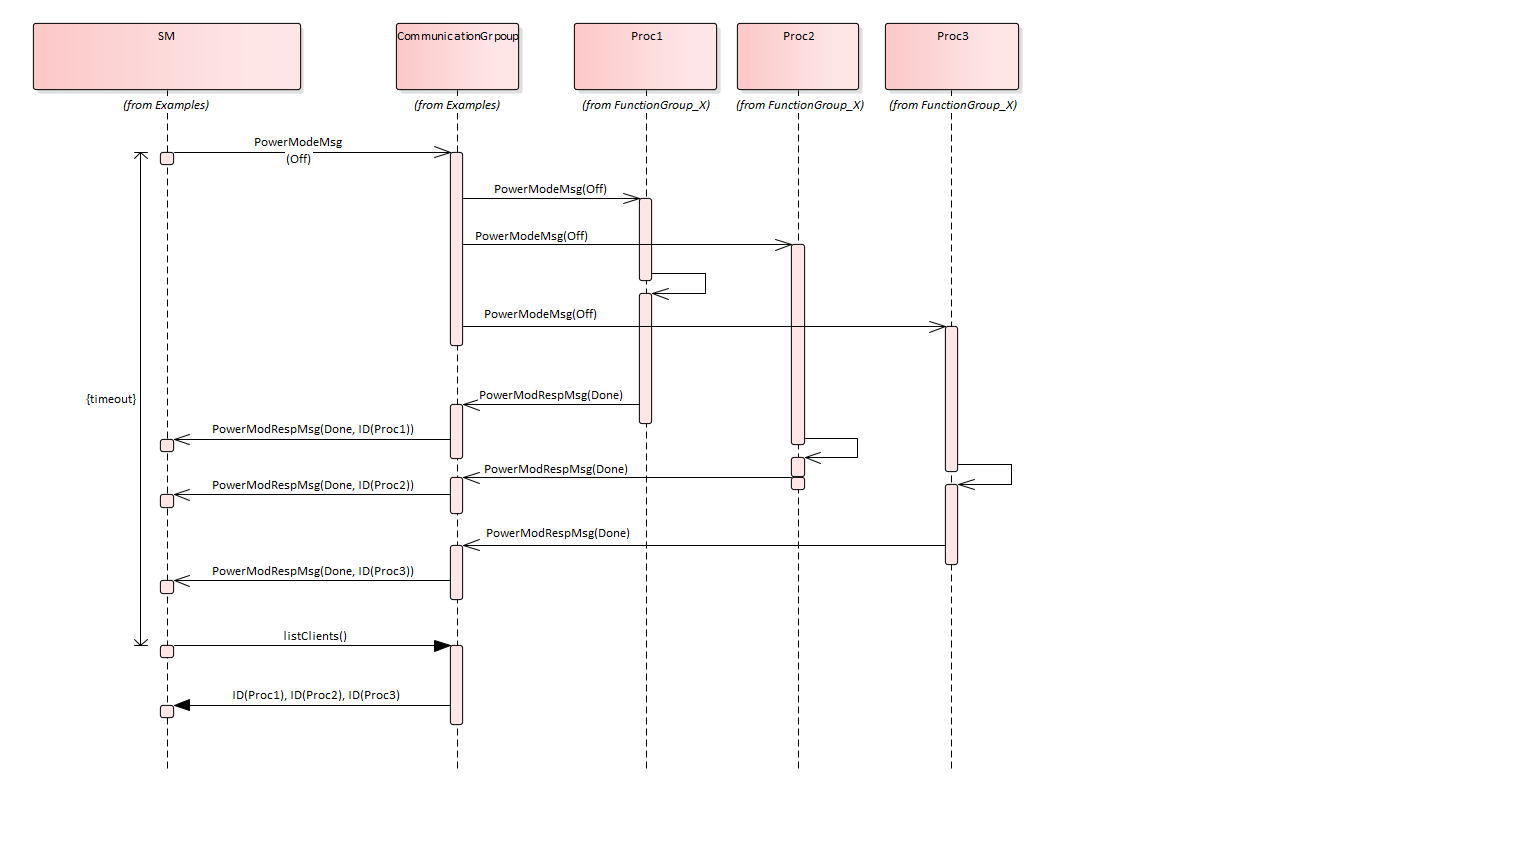 SM
CommunicationGrpoup
Proc1
Proc2
Proc3
(from Examples)
(from Examples)
(from FunctionGroup_X)
(from FunctionGroup_X)
(from FunctionGroup_X)
PowerModeMsg
(Off)
PowerModeMsg(Off)
PowerModeMsg(Off)
PowerModeMsg(Off)
{timeout}
PowerModRespMsg(Done)
PowerModRespMsg(Done, ID(Proc1))
PowerModRespMsg(Done)
PowerModRespMsg(Done, ID(Proc2))
PowerModRespMsg(Done)
PowerModRespMsg(Done, ID(Proc3))
listClients()
ID(Proc1), ID(Proc2), ID(Proc3)